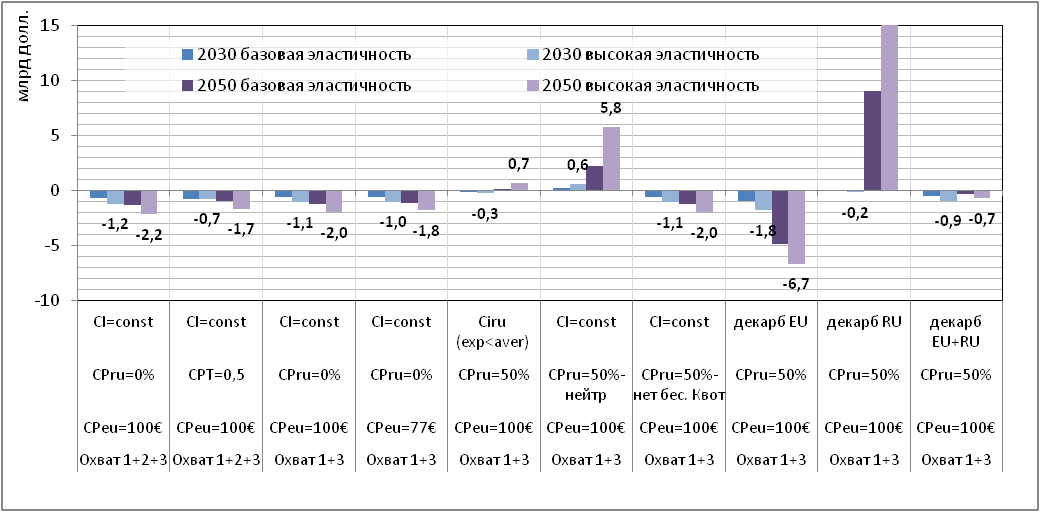 млрд долл.
15
10
5
0
-5
-10
2030 базовая эластичность
2030 высокая эластичность
2050 базовая эластичность
2050 высокая эластичность
-1,2
-2,2
-0,7
-1,7
-1,1
-2,0
-1,0
-1,8
-0,3
0,7
0,6
5,8
-1,1
-2,0
-1,8
-6,7
-0,2
-0,9
-0,7
CI=const
CI=const
CI=const
CI=const
Ciru
(exp<aver)
CI=const
CI=const
декарб EU
декарб RU
декарб
EU+RU
CPru=0%
CPT=0,5
CPru=0%
CPru=0%
CPru=50%
CPru=50%-
нейтр
CPru=50%-
нет бес. Квот
CPru=50%
CPru=50%
CPru=50%
CPeu=100€
CPeu=100€
CPeu=100€
CPeu=77€
CPeu=100€
CPeu=100€
CPeu=100€
CPeu=100€
CPeu=100€
CPeu=100€
Охват 1+2+3
Охват 1+2+3
Охват 1+3
Охват 1+3
Охват 1+3
Охват 1+3
Охват 1+3
Охват 1+3
Охват 1+3
Охват 1+3